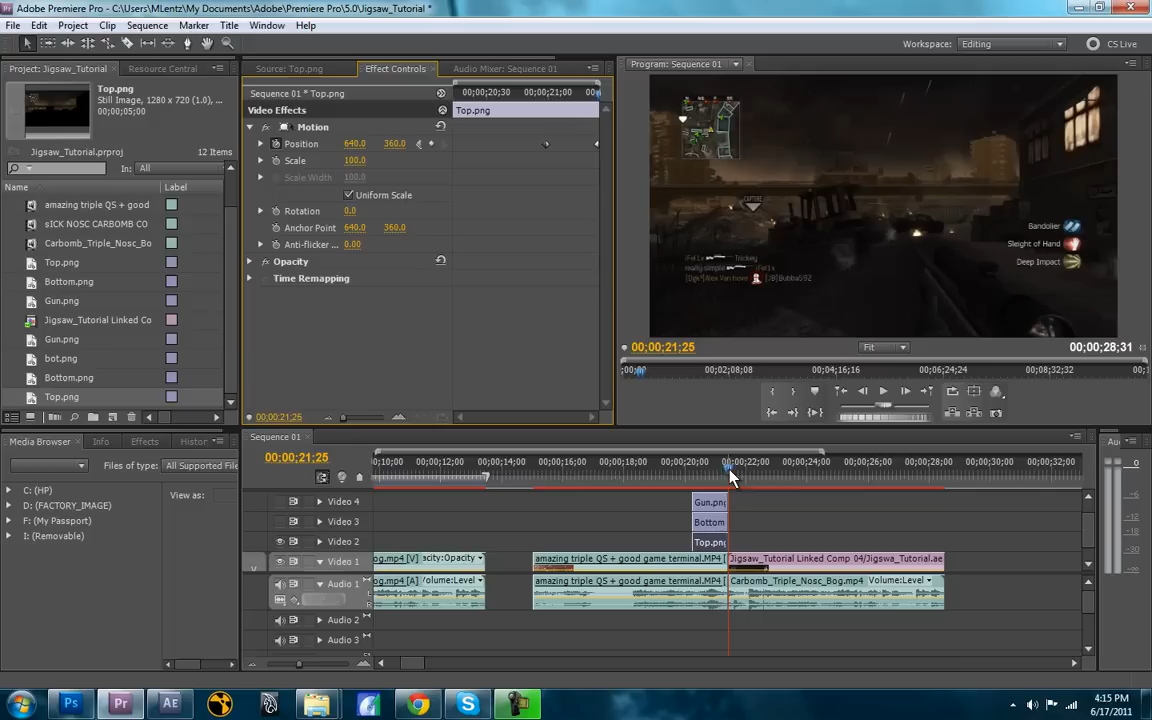 Adobe Premiere Pro - C:\Users\MLentz\My Documents\Adobe\Premiere Pro\5.0\Jigsaw_Tutorial *
File Edit Project Clip Sequence Marker Title Window Help
Workspace: Editing
CS Live
Project: Jigsaw_Tutorial
Resource Central
Top.png
Still Image, 1280 x 720 (1.0), ...
00;00;05;00
Jigsaw_Tutorial.prproj
12 Items
In: All
Name
Label
amazing triple QS + good
sICK NOSC CARBOMB CO
Carbomb_Triple_Nosc_Bo
Top.png
Bottom.png
Gun.png
Jigsaw_Tutorial Linked Co
Gun.png
bot.png
Bottom.png
Top.png
Source: Top.png
Effect Controls
Audio Mixer: Sequence 01
Sequence 01 * Top.png
00;00;20;30
00;00;21;00
Video Effects
Top.png
Motion
Position 640.0 360.0
Scale 100.0
Scale Width 100.0
Uniform Scale
Rotation 0.0
Anchor Point 640.0 360.0
Anti-flicker ... 0.00
Opacity
Time Remapping
00;00;21;25
Program: Sequence 01
CAPTURE
Bandolier
Sleight of Hand
Deep Impact
00;00;21;25
Fit
00;00;28;31
00;02;08;08
00;04;16;16
00;06;24;24
00;08;32;32
Media Browser
Info
Effects
Histor
Files of type: All Supported Files
View as:
C: (HP)
D: (FACTORY_IMAGE)
F: (My Passport)
I: (Removable)
Sequence 01
00;00;21;25
0;10;00
00;00;12;00
00;00;14;00
00;00;16;00
00;00;18;00
00;00;20;00
00;00;22;00
00;00;24;00
00;00;26;00
00;00;28;00
00;00;30;00
00;00;32;00
Video 4
Gun.png
Video 3
Bottom
Video 2
Top.png
Video 1
og.mp4 [V] acity:Opacity
amazing triple QS + good game terminal.MP4 [
Jigsaw_Tutorial Linked Comp 04/Jigswa_Tutorial.ae
Audio 1
og.mp4 [A] /olume:Level
amazing triple QS + good game terminal.MP4 [
Carbomb_Triple_Nosc_Bog.mp4 Volume:Level
Audio 2
Audio 3
Au
0
Ps
Pr
Ae
4:15 PM
6/17/2011